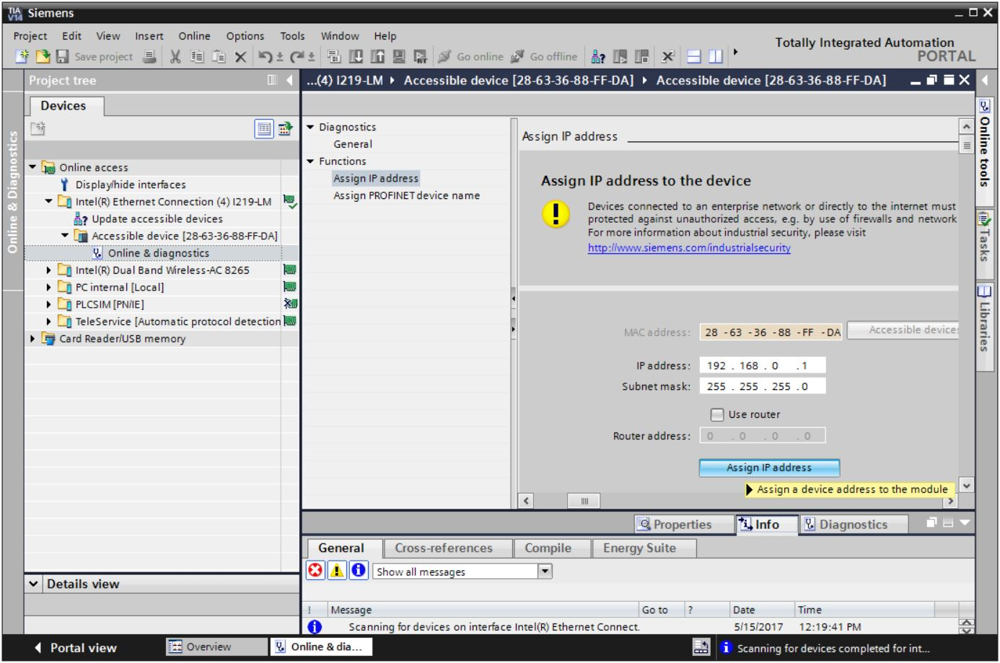 TIA
V14
Siemens
Project Edit View Insert Online Options Tools Window Help
Totally Integrated Automation
PORTAL
Save project
Go online
Go offline
RT
Project tree
...(4) I219-LM ▸ Accessible device [28-63-36-88-FF-DA] ▸ Accessible device [28-63-36-88-FF-DA]
Online & Diagnostics
Devices
Online access
Display/hide interfaces
Intel(R) Ethernet Connection (4) I219-LM
Update accessible devices
Accessible device [28-63-36-88-FF-DA]
Online & diagnostics
Intel(R) Dual Band Wireless-AC 8265
PC internal [Local]
PLCSIM [PN/IE]
TeleService [Automatic protocol detection
Card Reader/USB memory
Details view
Diagnostics
General
Functions
Assign IP address
Assign PROFINET device name
Assign IP address
Assign IP address to the device
Devices connected to an enterprise network or directly to the internet must
protected against unauthorized access, e.g. by use of firewalls and network
For more information about industrial security, please visit
http://www.siemens.com/industrialsecurity
MAC address: 28 -63 -36 -88 -FF -DA
Accessible devices
IP address: 192 . 168 . 0 . 1
Subnet mask: 255 . 255 . 255 . 0
Use router
Router address: 0 . 0 . 0 . 0
Assign IP address
Assign a device address to the module
Online tools
Tasks
Libraries
Properties
Info
Diagnostics
General
Cross-references
Compile
Energy Suite
Show all messages
! Message Go to ? Date Time
Scanning for devices on interface Intel(R) Ethernet Connect. 5/15/2017 12:19:41 PM
Portal view
Overview
Online & dia...
Scanning for devices completed for int...